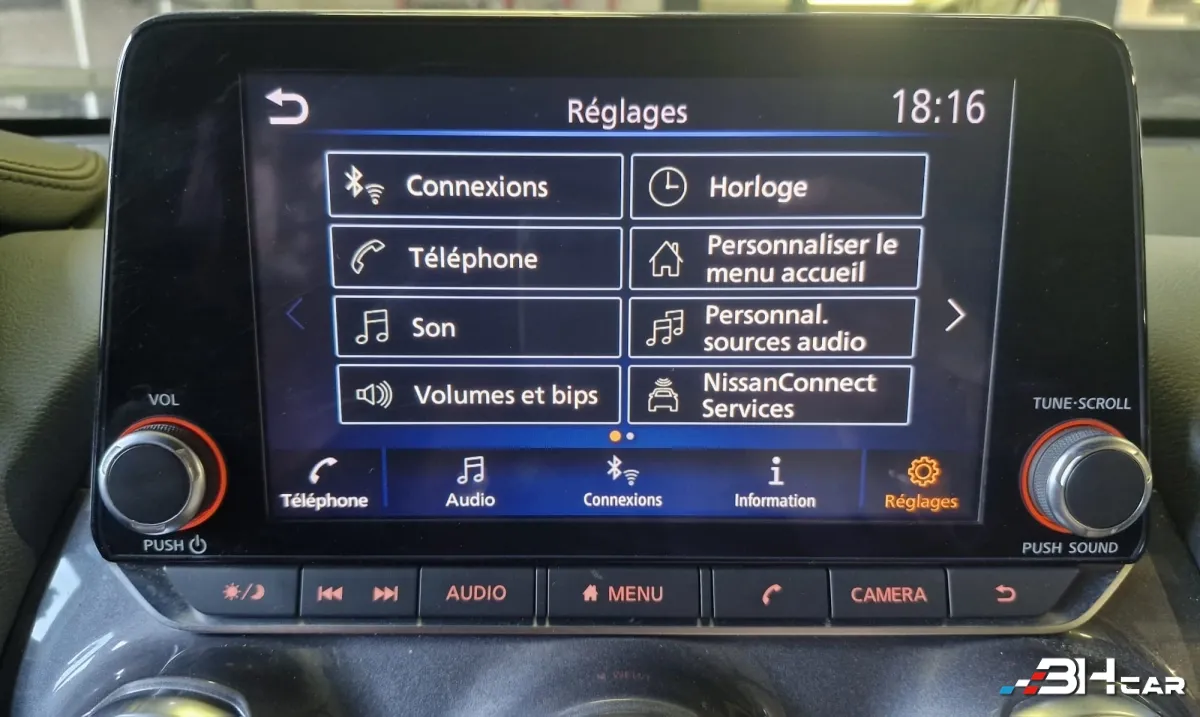 Réglages
18:16
Connexions
Horloge
Téléphone
Personnaliser le
menu accueil
Son
Personnal.
sources audio
Volumes et bips
NissanConnect
Services
VOL
TUNE·SCROLL
Téléphone
Audio
Connexions
Information
Réglages
PUSH
PUSH SOUND
AUDIO
MENU
CAMERA
3HCAR